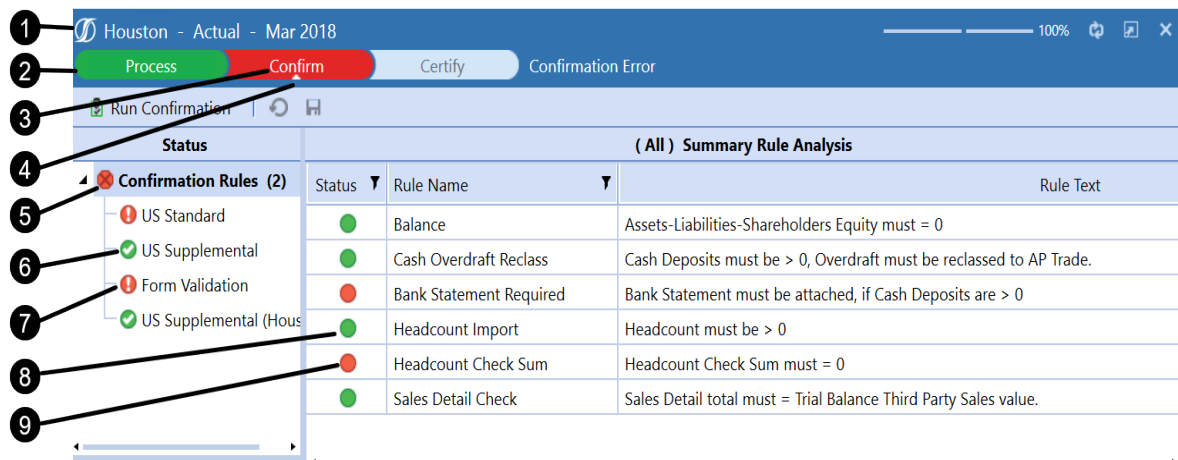 1 Houston - Actual - Mar 2018 100%
2 Process Confirm Certify Confirmation Error
3 Run Confirmation
4
Status ( All ) Summary Rule Analysis
5 Confirmation Rules (2) Status Rule Name Rule Text
US Standard Balance Assets-Liabilities-Shareholders Equity must = 0
6 US Supplemental Cash Overdraft Reclass Cash Deposits must be > 0, Overdraft must be reclassed to AP Trade.
7 Form Validation Bank Statement Required Bank Statement must be attached, if Cash Deposits are > 0
US Supplemental (Hous Headcount Import Headcount must be > 0
8 Headcount Check Sum Headcount Check Sum must = 0
9 Sales Detail Check Sales Detail total must = Trial Balance Third Party Sales value.